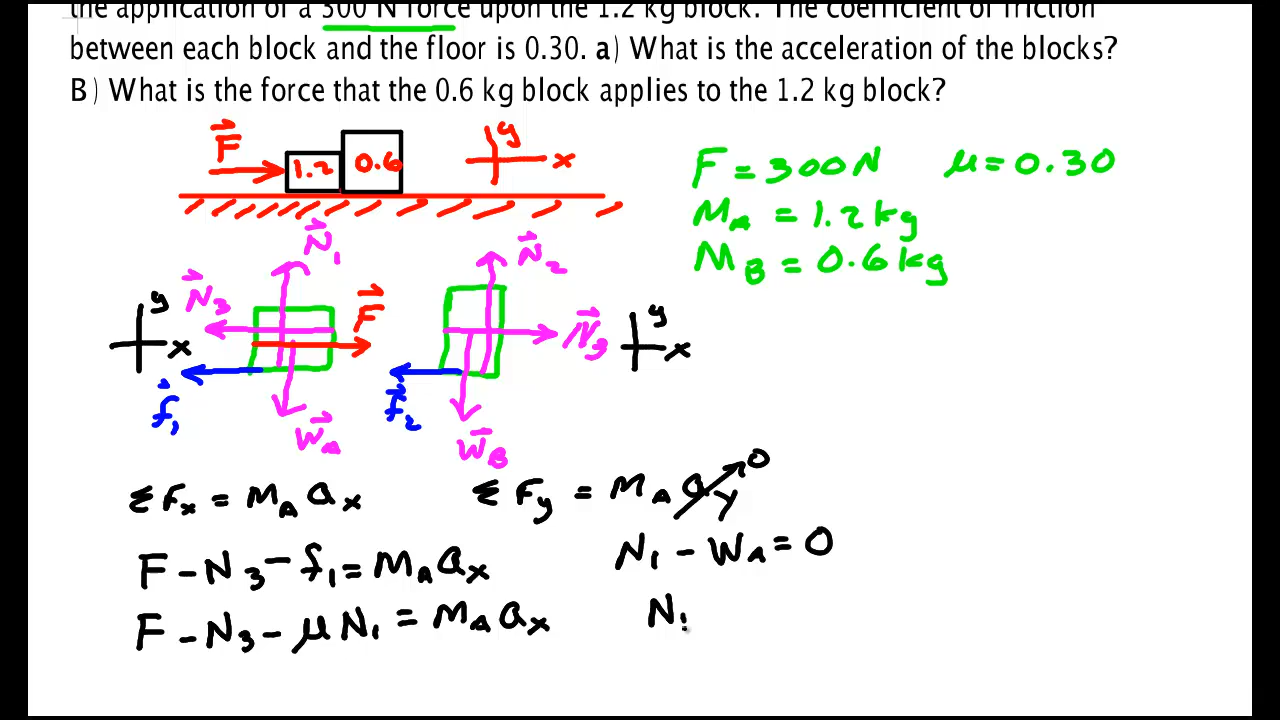 the application of a 300 N force upon the 1.2 kg block. The coefficient of friction
between each block and the floor is 0.30. a) What is the acceleration of the blocks?
B) What is the force that the 0.6 kg block applies to the 1.2 kg block?
F 1.2 0.6 y x
F = 300N μ = 0.30
MA = 1.2 kg
MB = 0.6 kg
N1 N2
y x N3 F N3 y x
f1 WA f2 WB
ΣFx = MA ax ΣFy = MA ay 0
F - N3 - f1 = MA ax N1 - WA = 0
F - N3 - μ N1 = MA ax N1